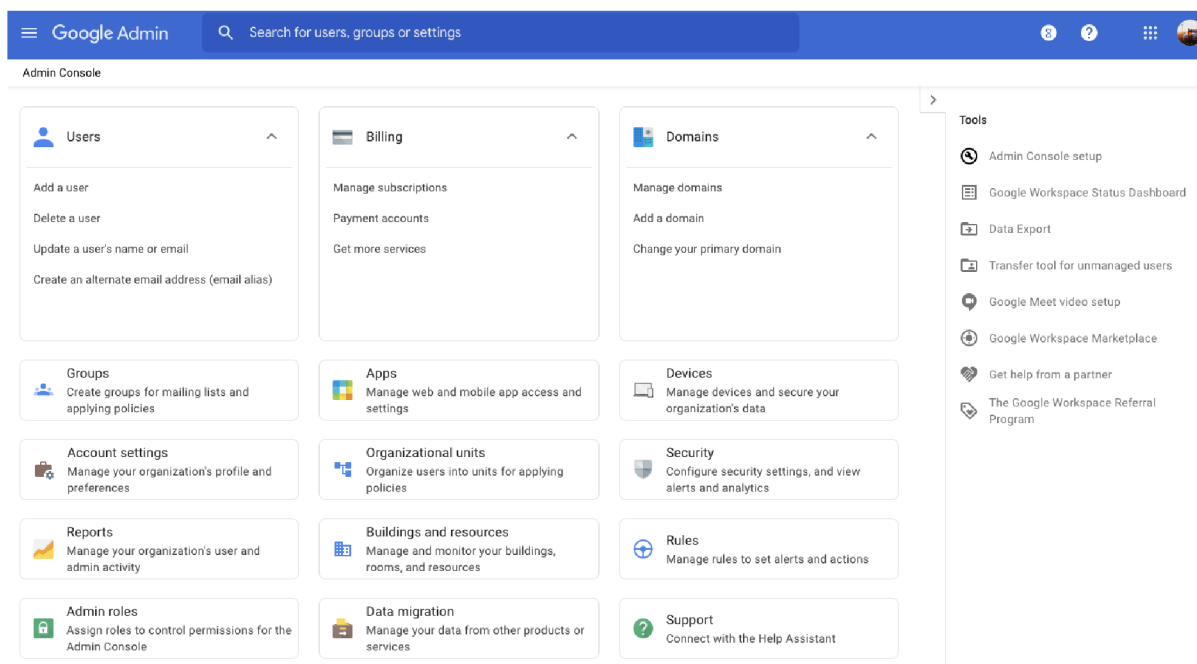 Google Admin
Search for users, groups or settings
8
?
Admin Console
Users
Add a user
Delete a user
Update a user's name or email
Create an alternate email address (email alias)
Billing
Manage subscriptions
Payment accounts
Get more services
Domains
Manage domains
Add a domain
Change your primary domain
Groups
Create groups for mailing lists and
applying policies
Apps
Manage web and mobile app access and
settings
Devices
Manage devices and secure your
organization's data
Account settings
Manage your organization's profile and
preferences
Organizational units
Organize users into units for applying
policies
Security
Configure security settings, and view
alerts and analytics
Reports
Manage your organization's user and
admin activity
Buildings and resources
Manage and monitor your buildings,
rooms, and resources
Rules
Manage rules to set alerts and actions
Admin roles
Assign roles to control permissions for the
Admin Console
Data migration
Manage your data from other products or
services
?
Support
Connect with the Help Assistant
Tools
Admin Console setup
Google Workspace Status Dashboard
Data Export
Transfer tool for unmanaged users
Google Meet video setup
Google Workspace Marketplace
Get help from a partner
The Google Workspace Referral
Program